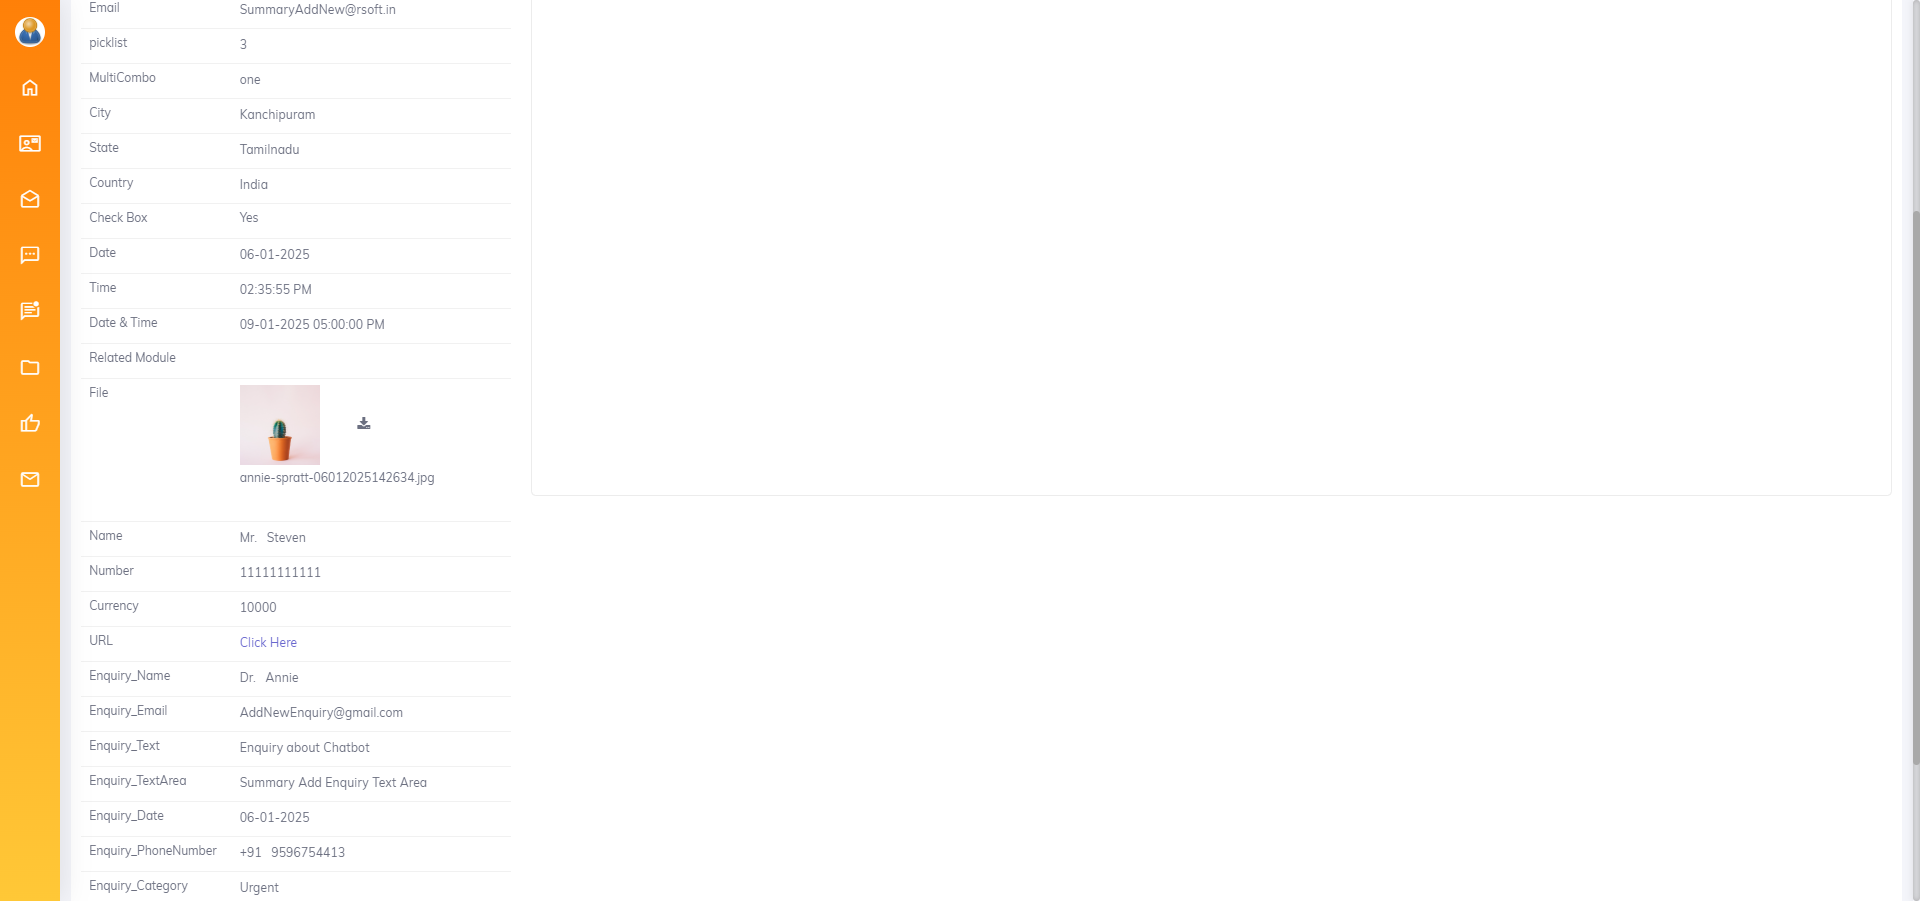 Email SummaryAddNew@rsoft.in
picklist 3
MultiCombo one
City Kanchipuram
State Tamilnadu
Country India
Check Box Yes
Date 06-01-2025
Time 02:35:55 PM
Date & Time 09-01-2025 05:00:00 PM
Related Module
File
annie-spratt-06012025142634.jpg
Name Mr. Steven
Number 11111111111
Currency 10000
URL Click Here
Enquiry_Name Dr. Annie
Enquiry_Email AddNewEnquiry@gmail.com
Enquiry_Text Enquiry about Chatbot
Enquiry_TextArea Summary Add Enquiry Text Area
Enquiry_Date 06-01-2025
Enquiry_PhoneNumber +91 9596754413
Enquiry_Category Urgent